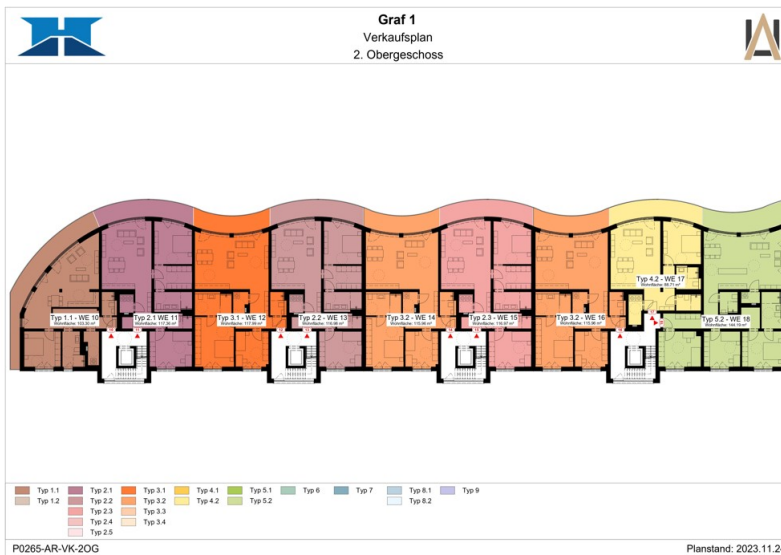 Graf 1
Verkaufsplan
2. Obergeschoss
Typ 4.2 - WE 17
Typ 1.1 - WE 10
Typ 2.1 WE 11
Typ 3.1 - WE 12
Typ 2.2 - WE 13
Typ 3.2 - WE 14
Typ 2.3 - WE 15
Typ 3.2 - WE 16
Typ 5.2 - WE 18
Typ 1.1 Typ 2.1 Typ 3.1 Typ 4.1 Typ 5.1 Typ 6 Typ 7 Typ 8.1 Typ 9
Typ 1.2 Typ 2.2 Typ 3.2 Typ 4.2 Typ 5.2 Typ 8.2
Typ 2.3 Typ 3.3
Typ 2.4 Typ 3.4
Typ 2.5
P0265-AR-VK-2OG Planstand: 2023.11.2